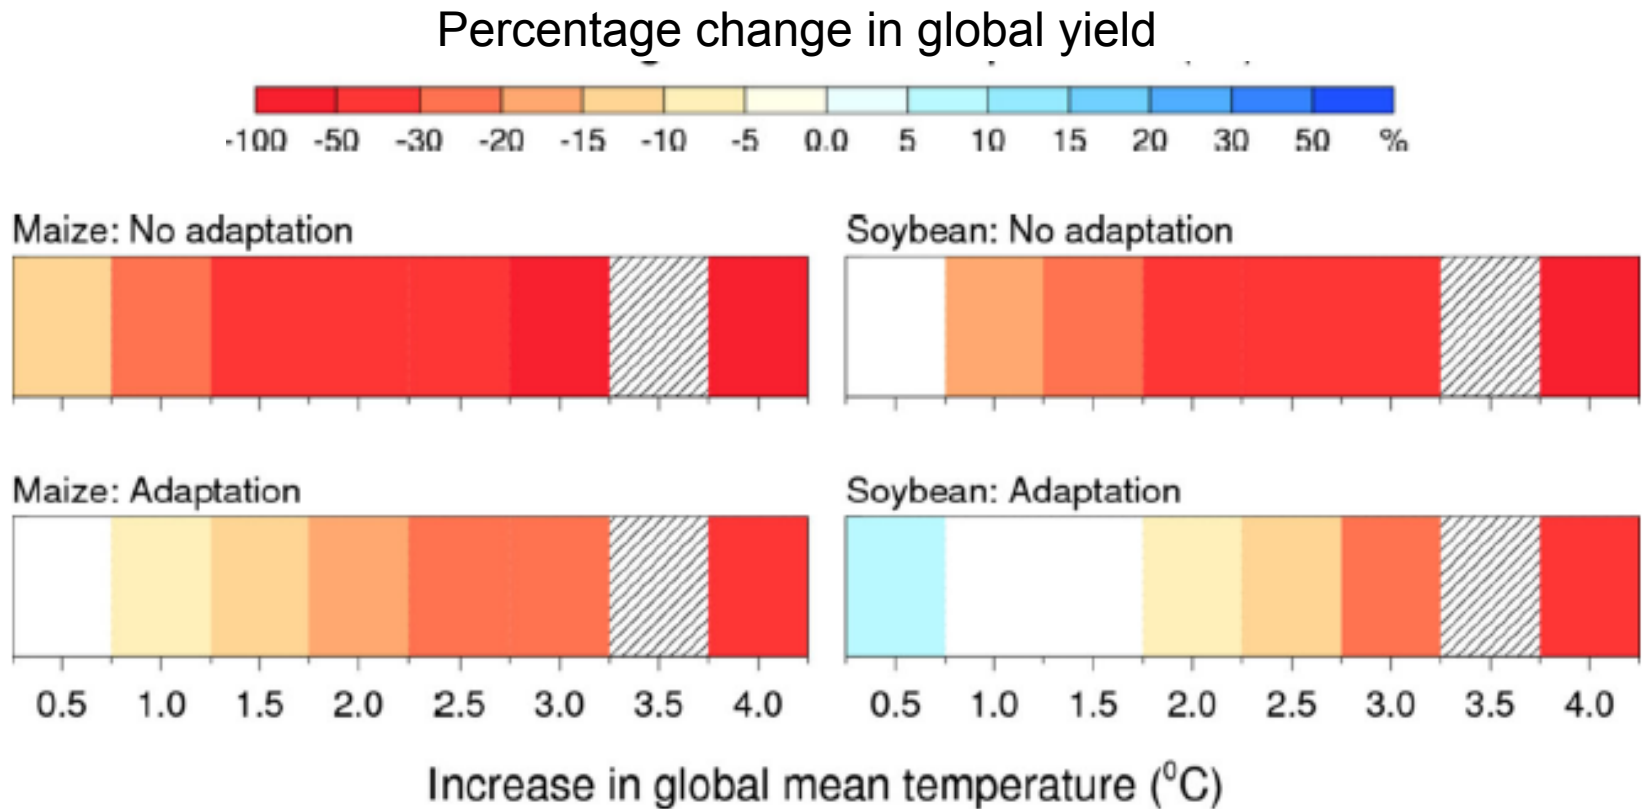 Percentage change in global yield
-100 -50 -30 -20 -15 -10 -5 0.0 5 10 15 20 30 50 %
Maize: No adaptation
Soybean: No adaptation
Maize: Adaptation
Soybean: Adaptation
0.5 1.0 1.5 2.0 2.5 3.0 3.5 4.0
0.5 1.0 1.5 2.0 2.5 3.0 3.5 4.0
Increase in global mean temperature (⁰C)